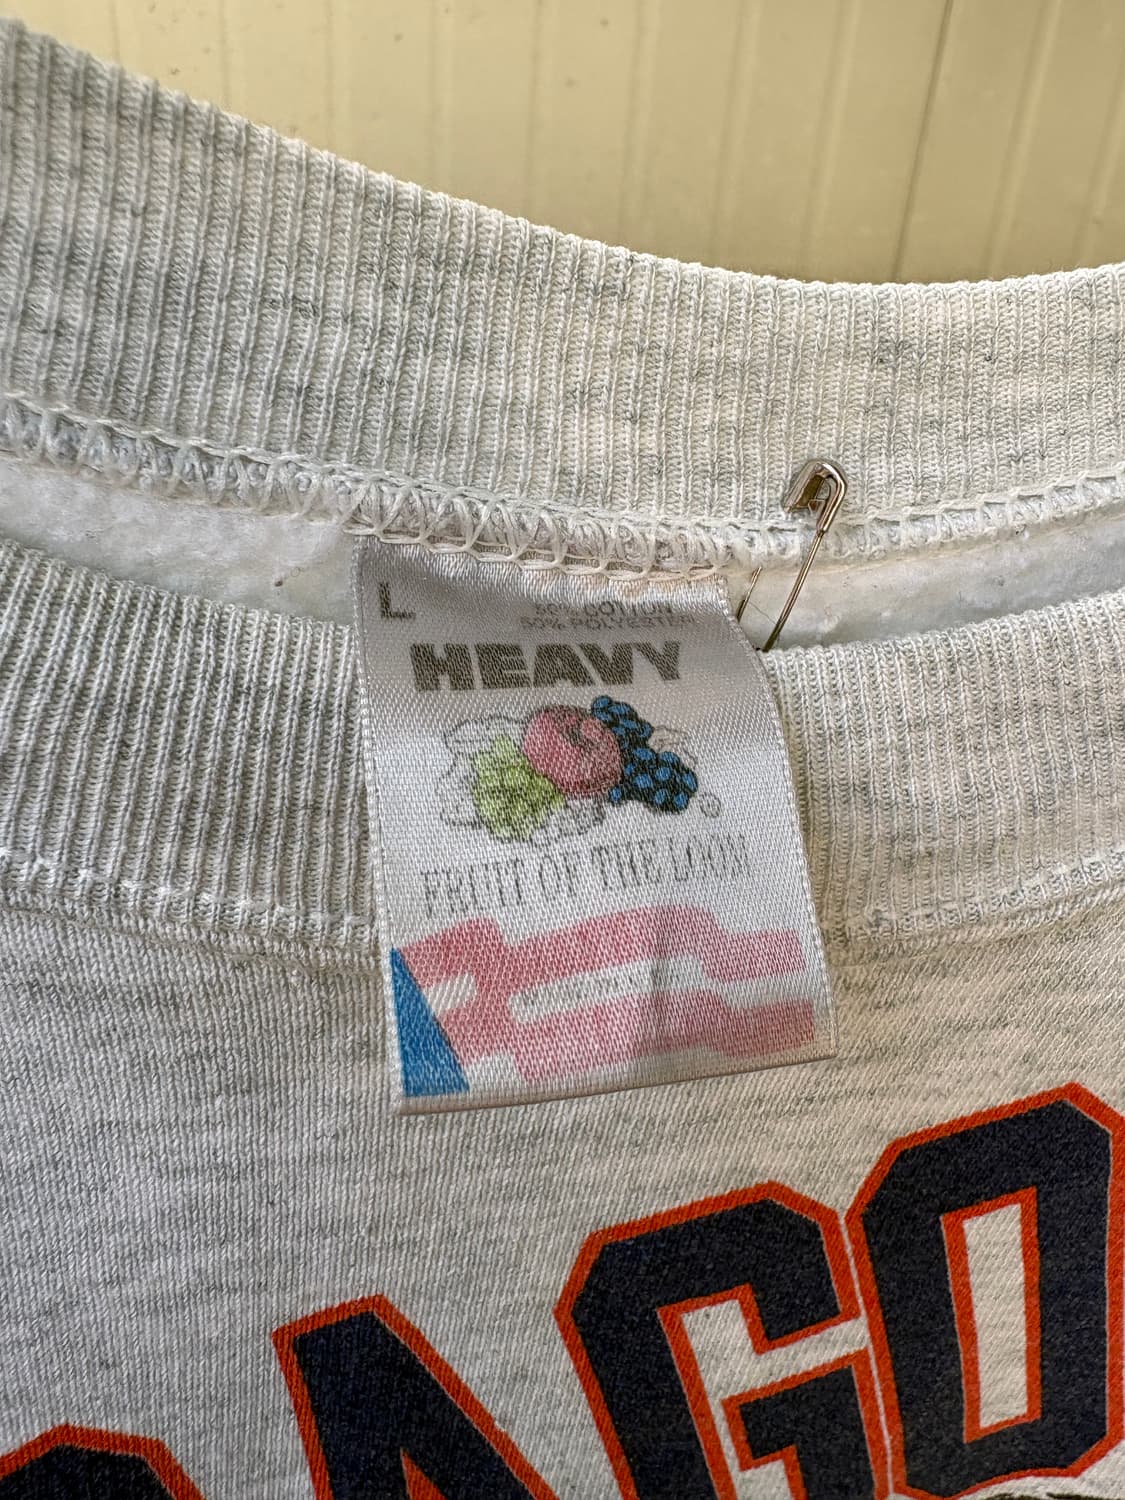 L
50% COTTON
50% POLYESTER
HEAVY
FRUIT OF THE LOOM
AGO